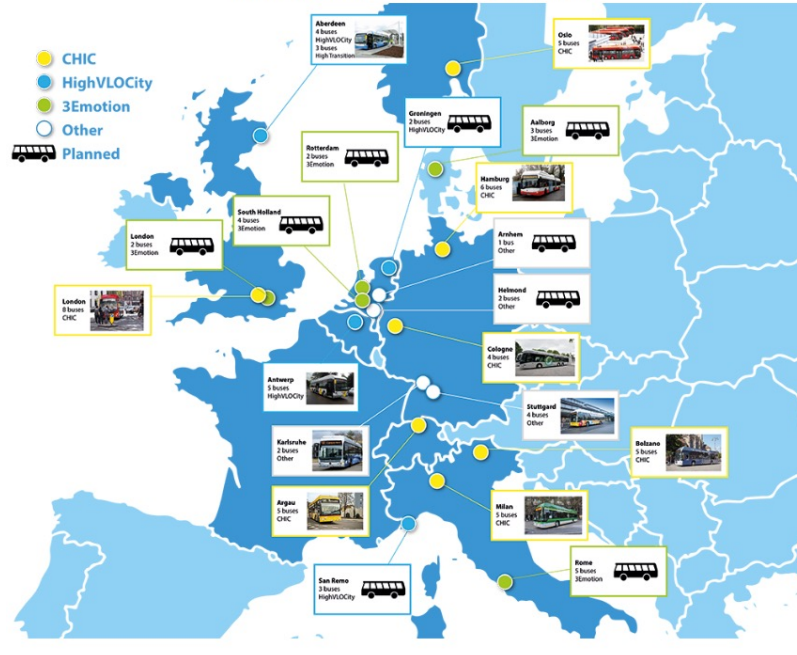 CHIC
HighVLOCity
3Emotion
Other
Planned
Aberdeen
4 buses
HighVLOCity
3 buses
High Transition
Oslo
5 buses
CHIC
Groningen
2 buses
HighVLOCity
Aalborg
3 buses
3Emotion
Rotterdam
2 buses
3Emotion
Hamburg
6 buses
CHIC
South Holland
4 buses
3Emotion
London
2 buses
3Emotion
Arnhem
1 bus
Other
London
8 buses
CHIC
Helmond
2 buses
Other
Cologne
4 buses
CHIC
Antwerp
5 buses
HighVLOCity
Stuttgard
4 buses
Other
Karlsruhe
2 buses
Other
Bolzano
5 buses
CHIC
Argau
5 buses
CHIC
Milan
5 buses
CHIC
San Remo
3 buses
HighVLOCity
Rome
5 buses
3Emotion